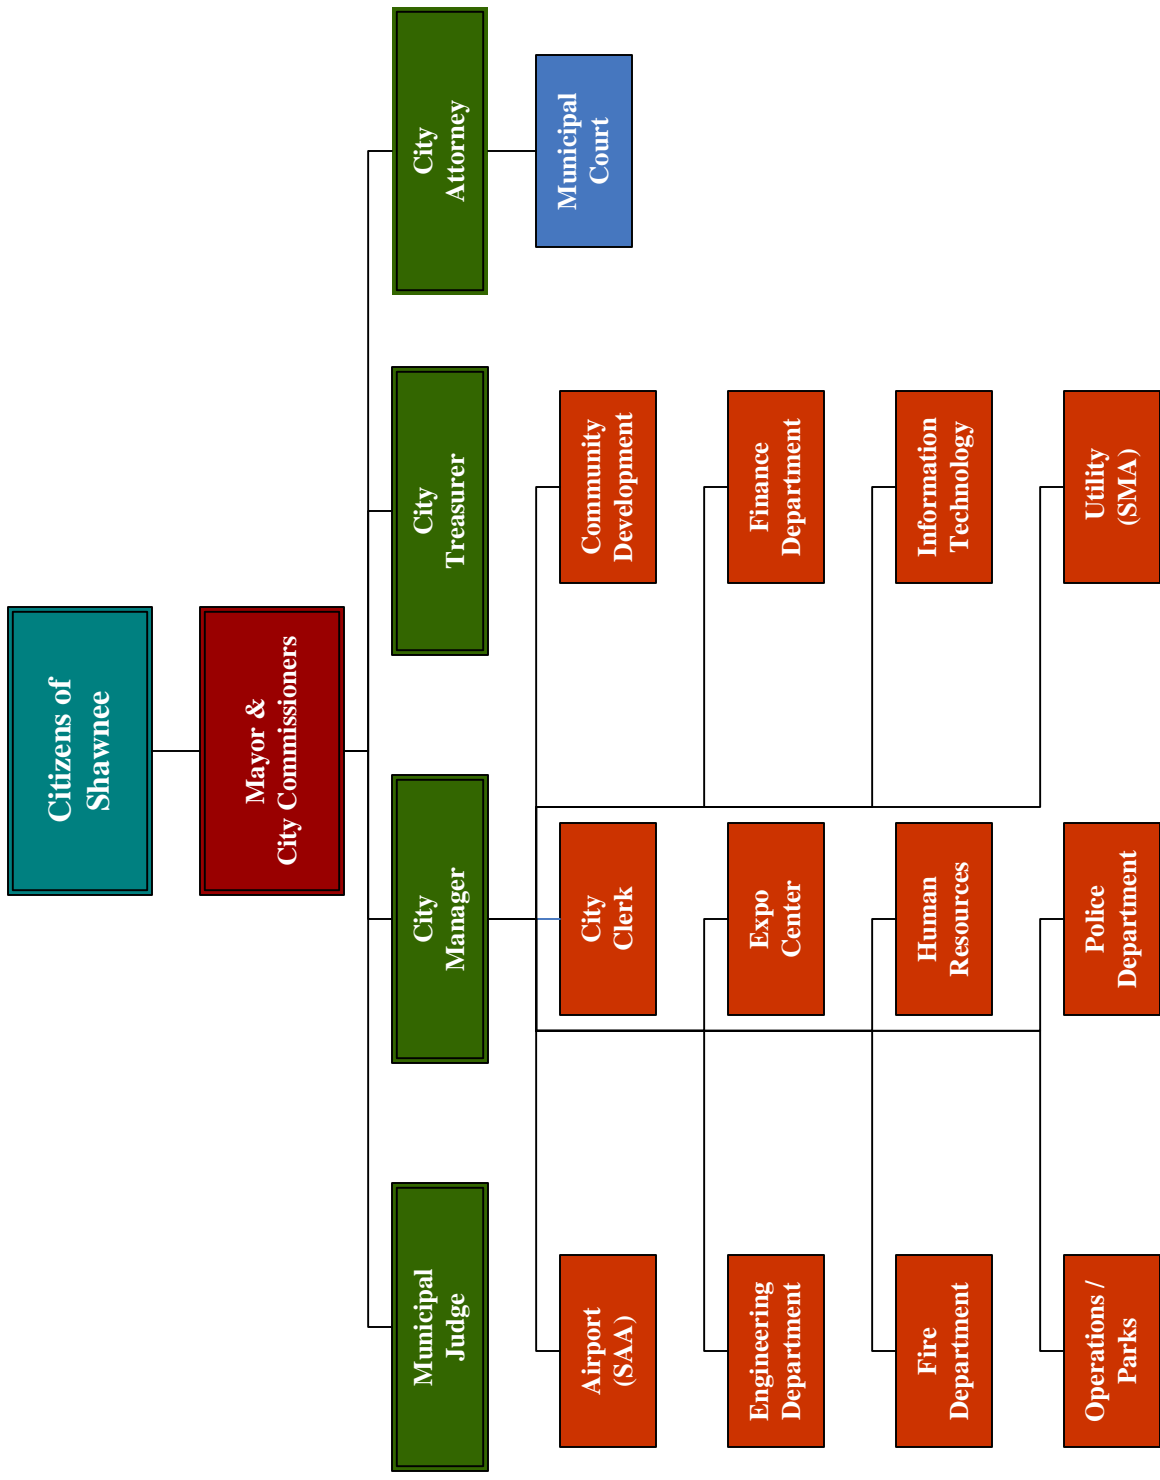 Citizens of
Shawnee
Mayor &
City Commissioners
Municipal
Judge
City
Manager
City
Treasurer
City
Attorney
Municipal
Court
Airport
(SAA)
City
Clerk
Community
Development
Engineering
Department
Expo
Center
Finance
Department
Fire
Department
Human
Resources
Information
Technology
Operations /
Parks
Police
Department
Utility
(SMA)